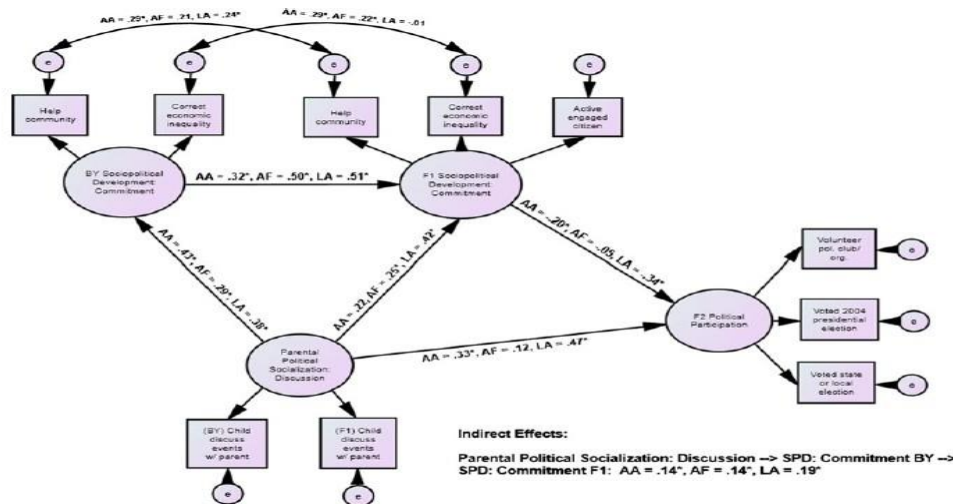 AA = .29*, AF = .21, LA = .24*
AA = .29*, AF = .22*, LA = -.01
e
e
e
e
e
Help
community
Correct
economic
inequality
Help
community
Correct
economic
inequality
Active
engaged
citizen
BY Sociopolitical
Development:
Commitment
AA = .32*, AF = .50*, LA = .51*
F1 Sociopolitical
Development:
Commitment
AA = .43*, AF = .29*, LA = .38*
AA = .22, AF = .25*, LA = .42*
AA = -.20*, AF = -.05, LA = -.34*
Volunteer
pol. club/
org.
e
F2 Political
Participation
Voted 2004
presidential
election
e
Parental
Political
Socialization:
Discussion
AA = .33*, AF = .12, LA = .47*
Voted state
or local
election
e
(BY) Child
discuss
events
w/ parent
(F1) Child
discuss
events
w/ parent
e
e
Indirect Effects:
Parental Political Socialization: Discussion --> SPD: Commitment BY -->
SPD: Commitment F1: AA = .14*, AF = .14*, LA = .19*